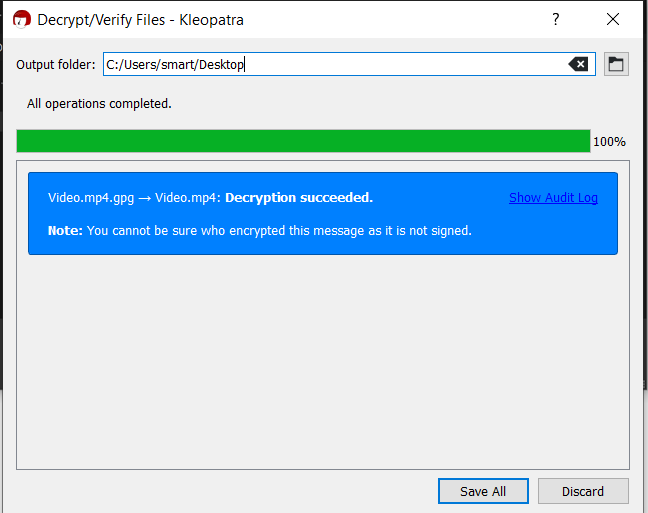 Decrypt/Verify Files - Kleopatra
Output folder: C:/Users/smart/Desktop
All operations completed.
100%
Video.mp4.gpg → Video.mp4: Decryption succeeded. Show Audit Log
Note: You cannot be sure who encrypted this message as it is not signed.
Save All Discard